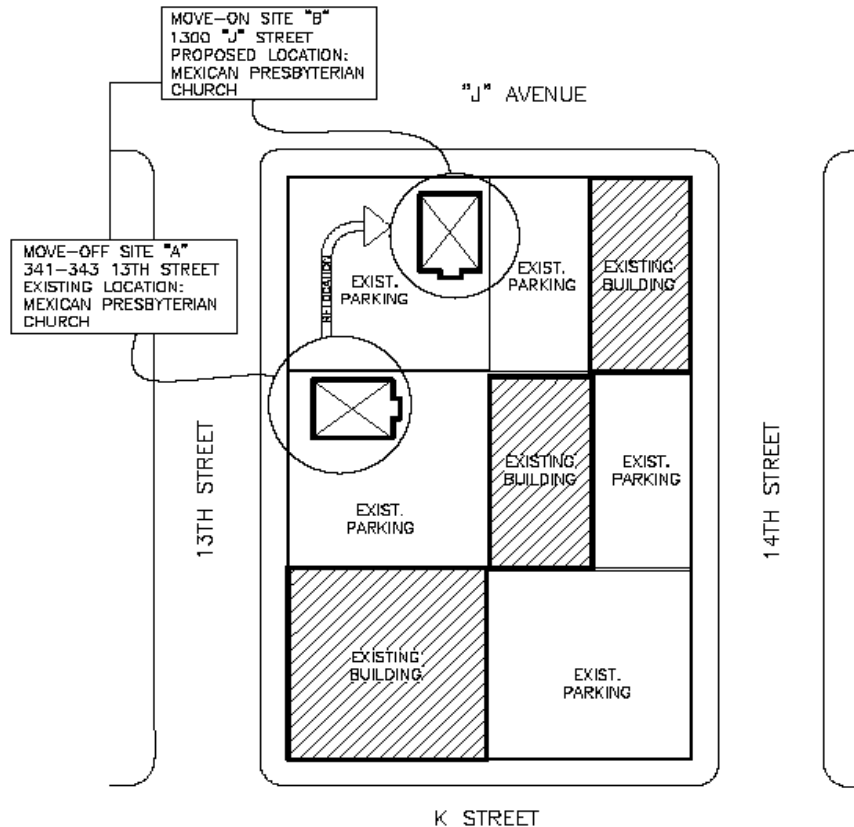 MOVE-ON SITE "B"
1300 "J" STREET
PROPOSED LOCATION:
MEXICAN PRESBYTERIAN
CHURCH
"J" AVENUE
MOVE-OFF SITE "A"
341-343 13TH STREET
EXISTING LOCATION:
MEXICAN PRESBYTERIAN
CHURCH
RELOCATION
EXIST.
PARKING
EXIST.
PARKING
EXISTING
BUILDING
13TH STREET
EXIST.
PARKING
EXISTING
BUILDING
EXIST.
PARKING
14TH STREET
EXISTING
BUILDING
EXIST.
PARKING
K STREET